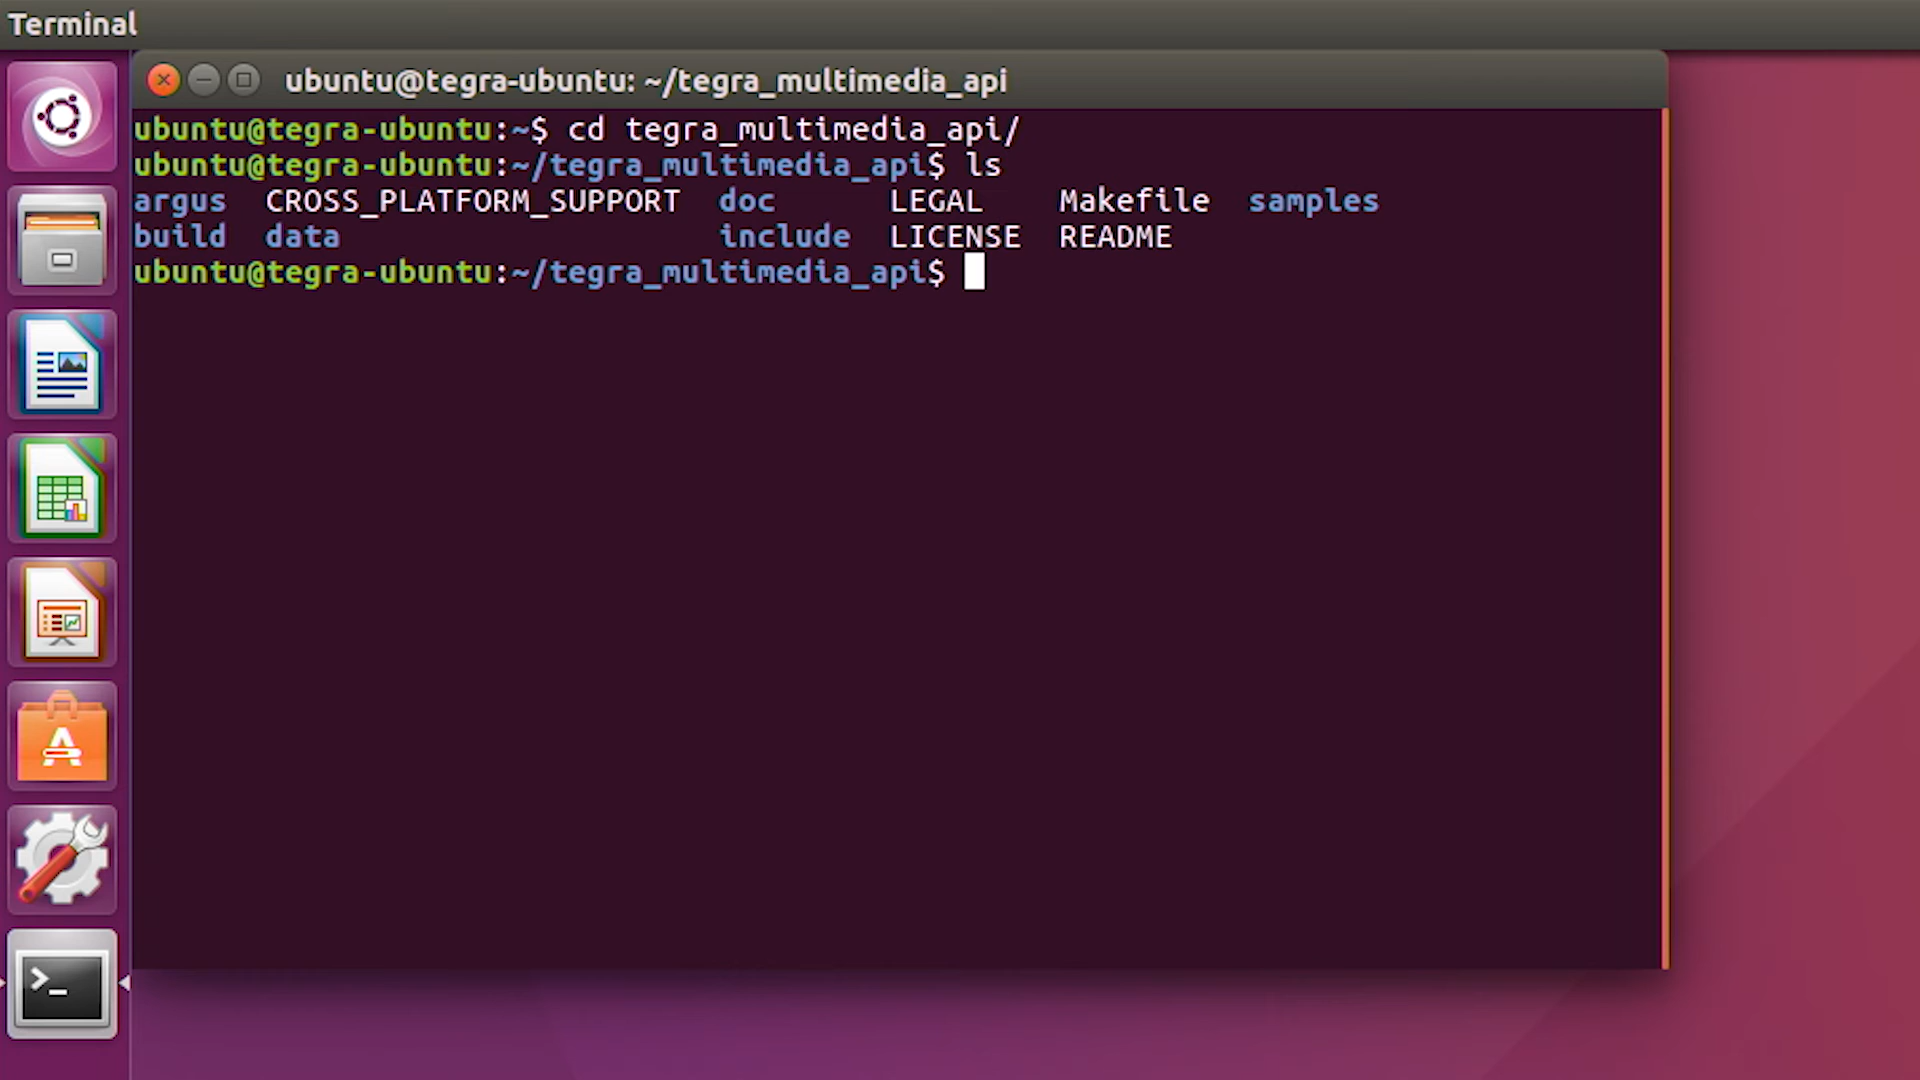 Terminal
ubuntu@tegra-ubuntu: ~/tegra_multimedia_api
ubuntu@tegra-ubuntu:~$ cd tegra_multimedia_api/
ubuntu@tegra-ubuntu:~/tegra_multimedia_api$ ls
argus CROSS_PLATFORM_SUPPORT doc LEGAL Makefile samples
build data include LICENSE README
ubuntu@tegra-ubuntu:~/tegra_multimedia_api$